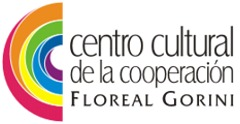 centro cultural
de la cooperación
FLOREAL GORINI